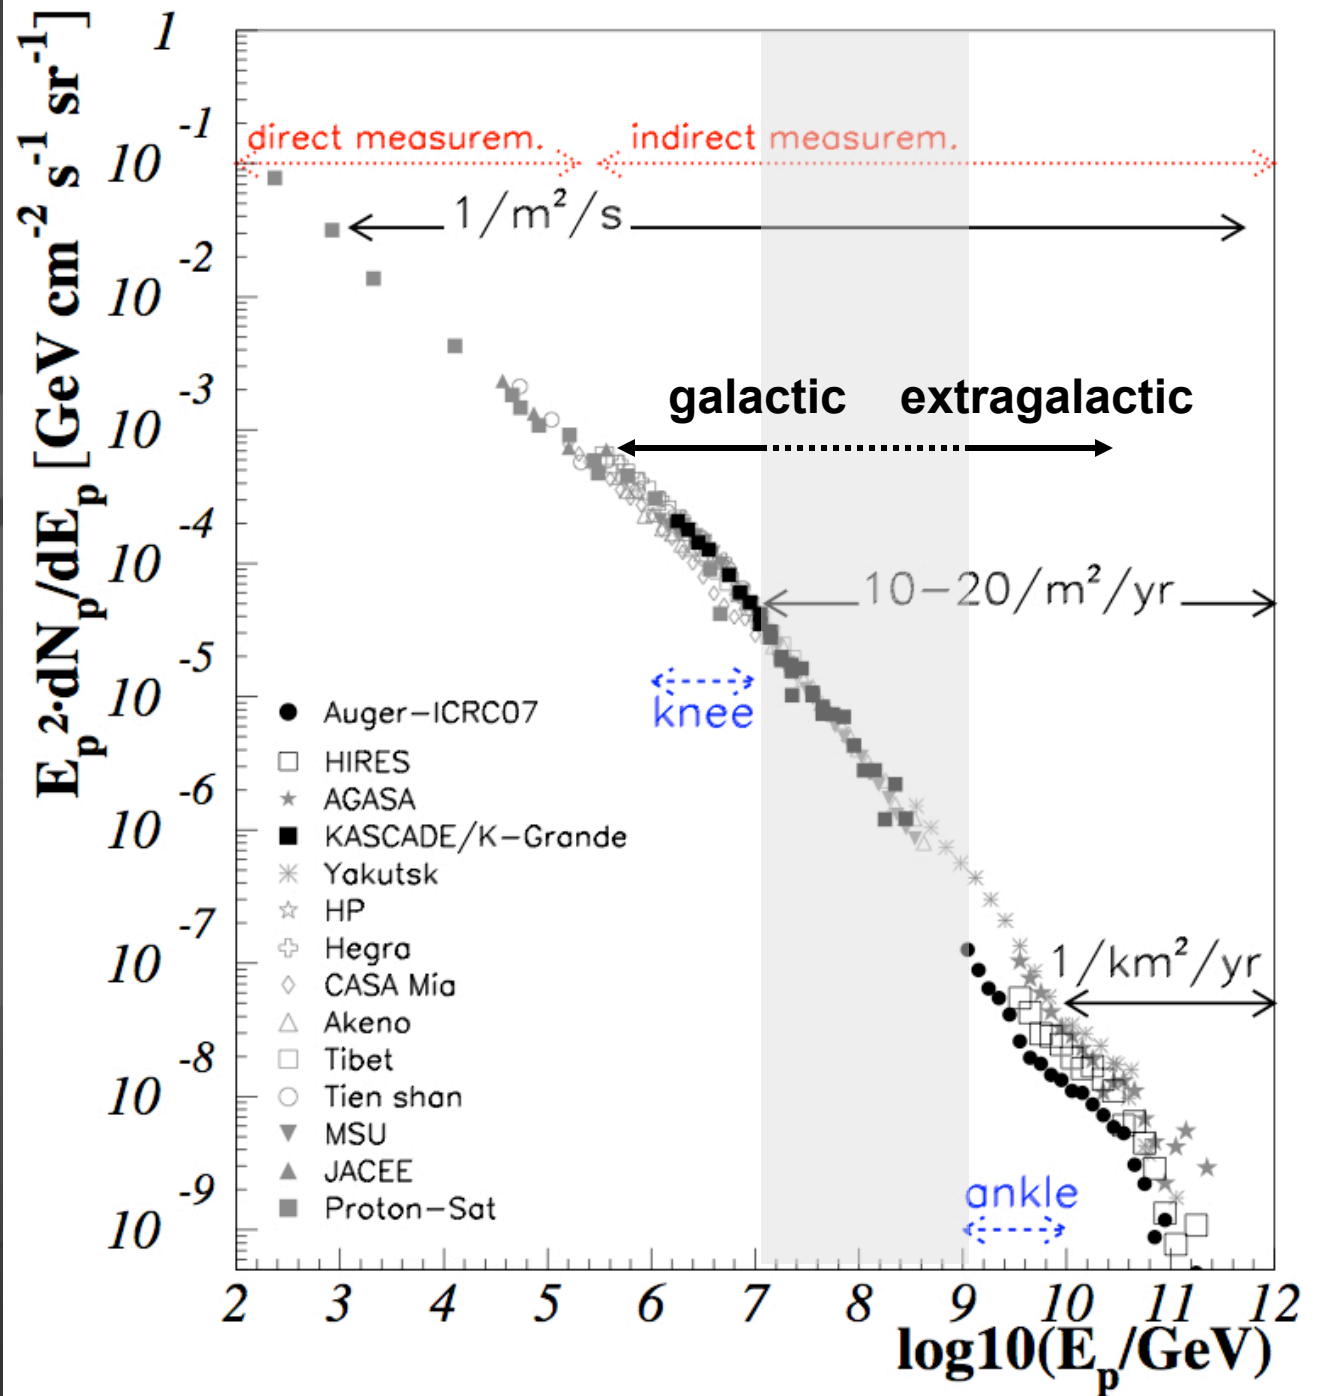 E_p^2·dN_p/dE_p [GeV cm^-2 s^-1 sr^-1]
1
10^-1
10^-2
10^-3
10^-4
10^-5
10^-6
10^-7
10^-8
10^-9
direct measurem.
indirect measurem.
1/m²/s
galactic
extragalactic
10-20/m²/yr
knee
1/km²/yr
ankle
Auger-ICRC07
HIRES
AGASA
KASCADE/K-Grande
Yakutsk
HP
Hegra
CASA Mia
Akeno
Tibet
Tien shan
MSU
JACEE
Proton-Sat
2 3 4 5 6 7 8 9 10 11 12
log10(E_p/GeV)